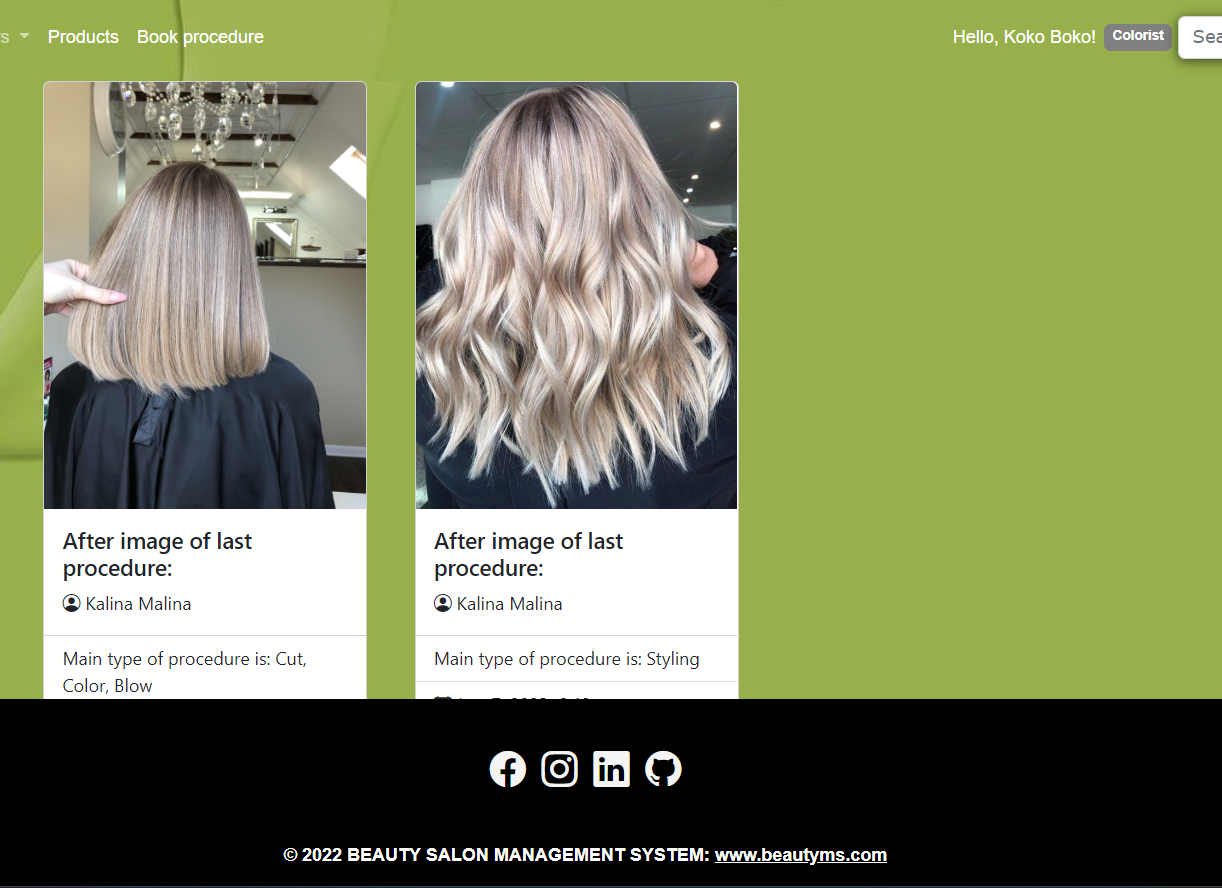 s Products Book procedure Hello, Koko Boko! Colorist Sea
After image of last
procedure:
Kalina Malina
Main type of procedure is: Cut,
Color, Blow
After image of last
procedure:
Kalina Malina
Main type of procedure is: Styling
© 2022 BEAUTY SALON MANAGEMENT SYSTEM: www.beautyms.com